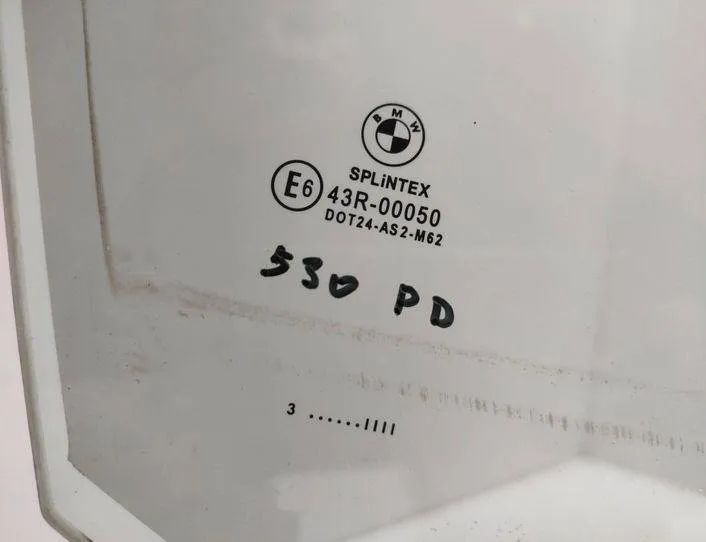 BMW
SPLiNTEX
E6 43R-00050
DOT24-AS2-M62
530 PD
3 ......IIII